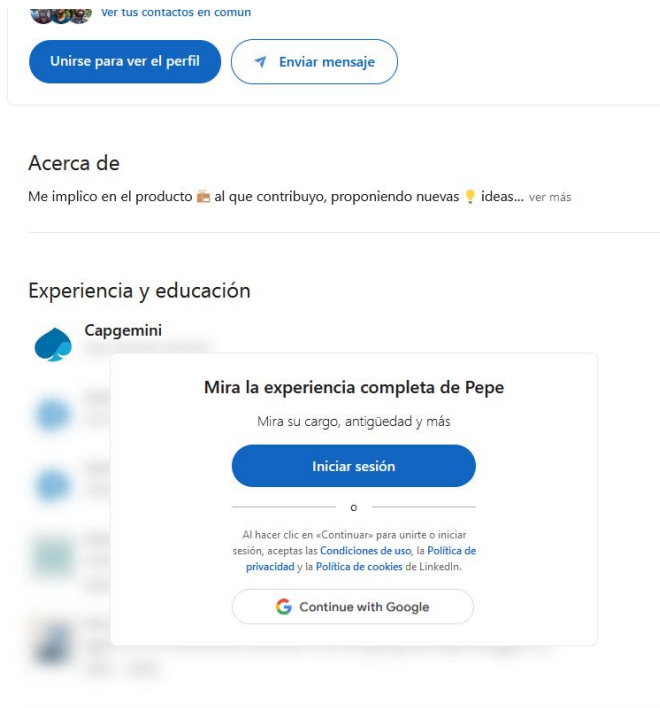 Ver tus contactos en común
Unirse para ver el perfil
Enviar mensaje
Acerca de
Me implico en el producto 💼 al que contribuyo, proponiendo nuevas 💡 ideas... ver más
Experiencia y educación
Capgemini
Mira la experiencia completa de Pepe
Mira su cargo, antigüedad y más
Iniciar sesión
o
Al hacer clic en «Continuar» para unirte o iniciar
sesión, aceptas las Condiciones de uso, la Política de
privacidad y la Política de cookies de LinkedIn.
Continue with Google